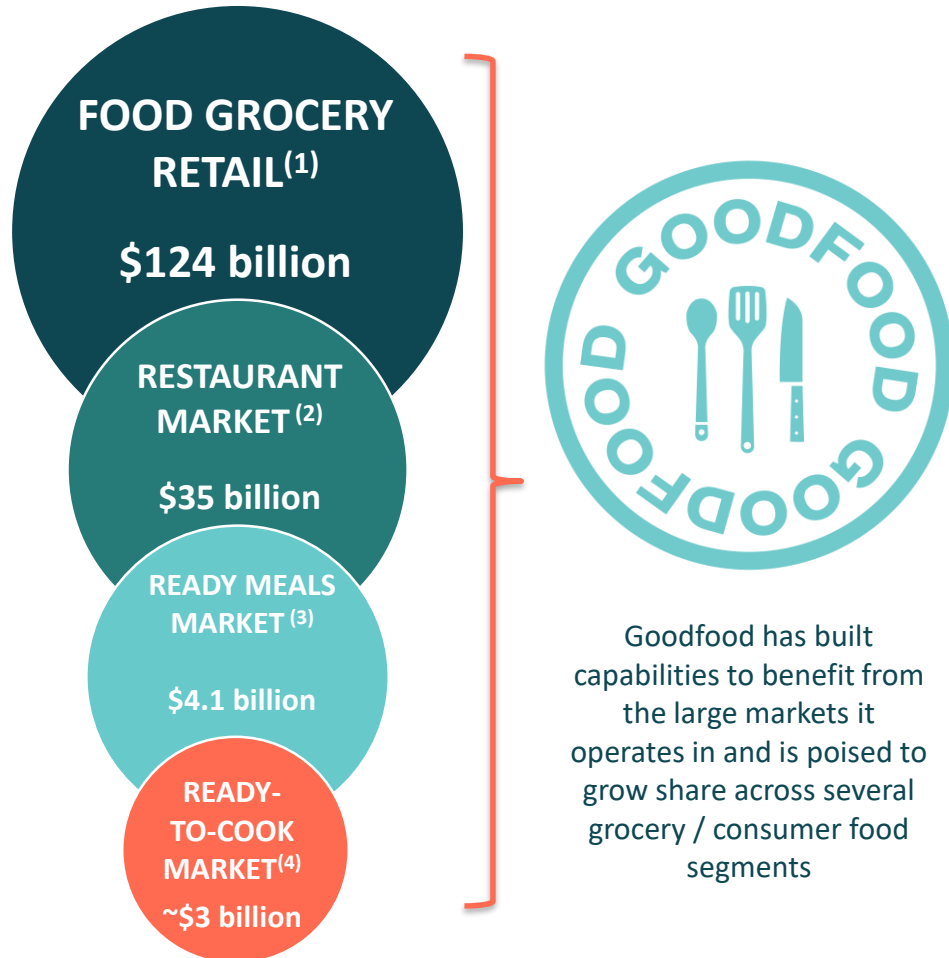 FOOD GROCERY
RETAIL(1)
$124 billion
RESTAURANT
MARKET (2)
$35 billion
READY MEALS
MARKET (3)
$4.1 billion
READY-
TO-COOK
MARKET(4)
~$3 billion
GOODFOOD GOODFOOD
Goodfood has built
capabilities to benefit from
the large markets it
operates in and is poised to
grow share across several
grocery / consumer food
segments